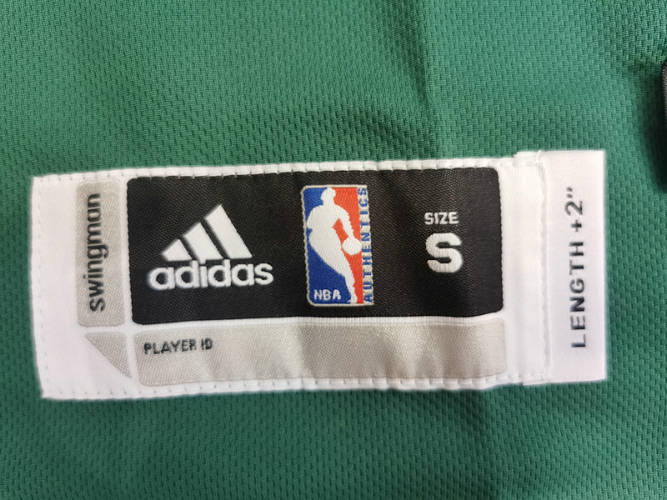 swingman
adidas
NBA
AUTHENTICS
SIZE
S
LENGTH +2"
PLAYER ID